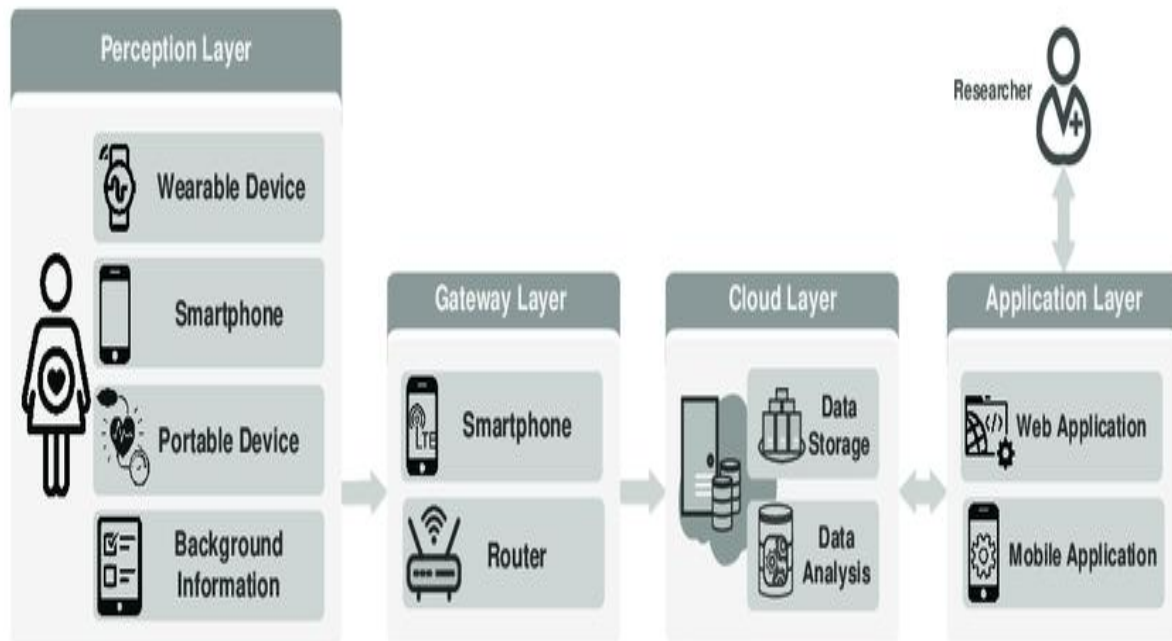 Perception Layer
Wearable Device
Smartphone
Portable Device
Background
Information
Gateway Layer
LTE
Smartphone
Router
Cloud Layer
Data
Storage
Data
Analysis
Researcher
Application Layer
</>
Web Application
Mobile Application